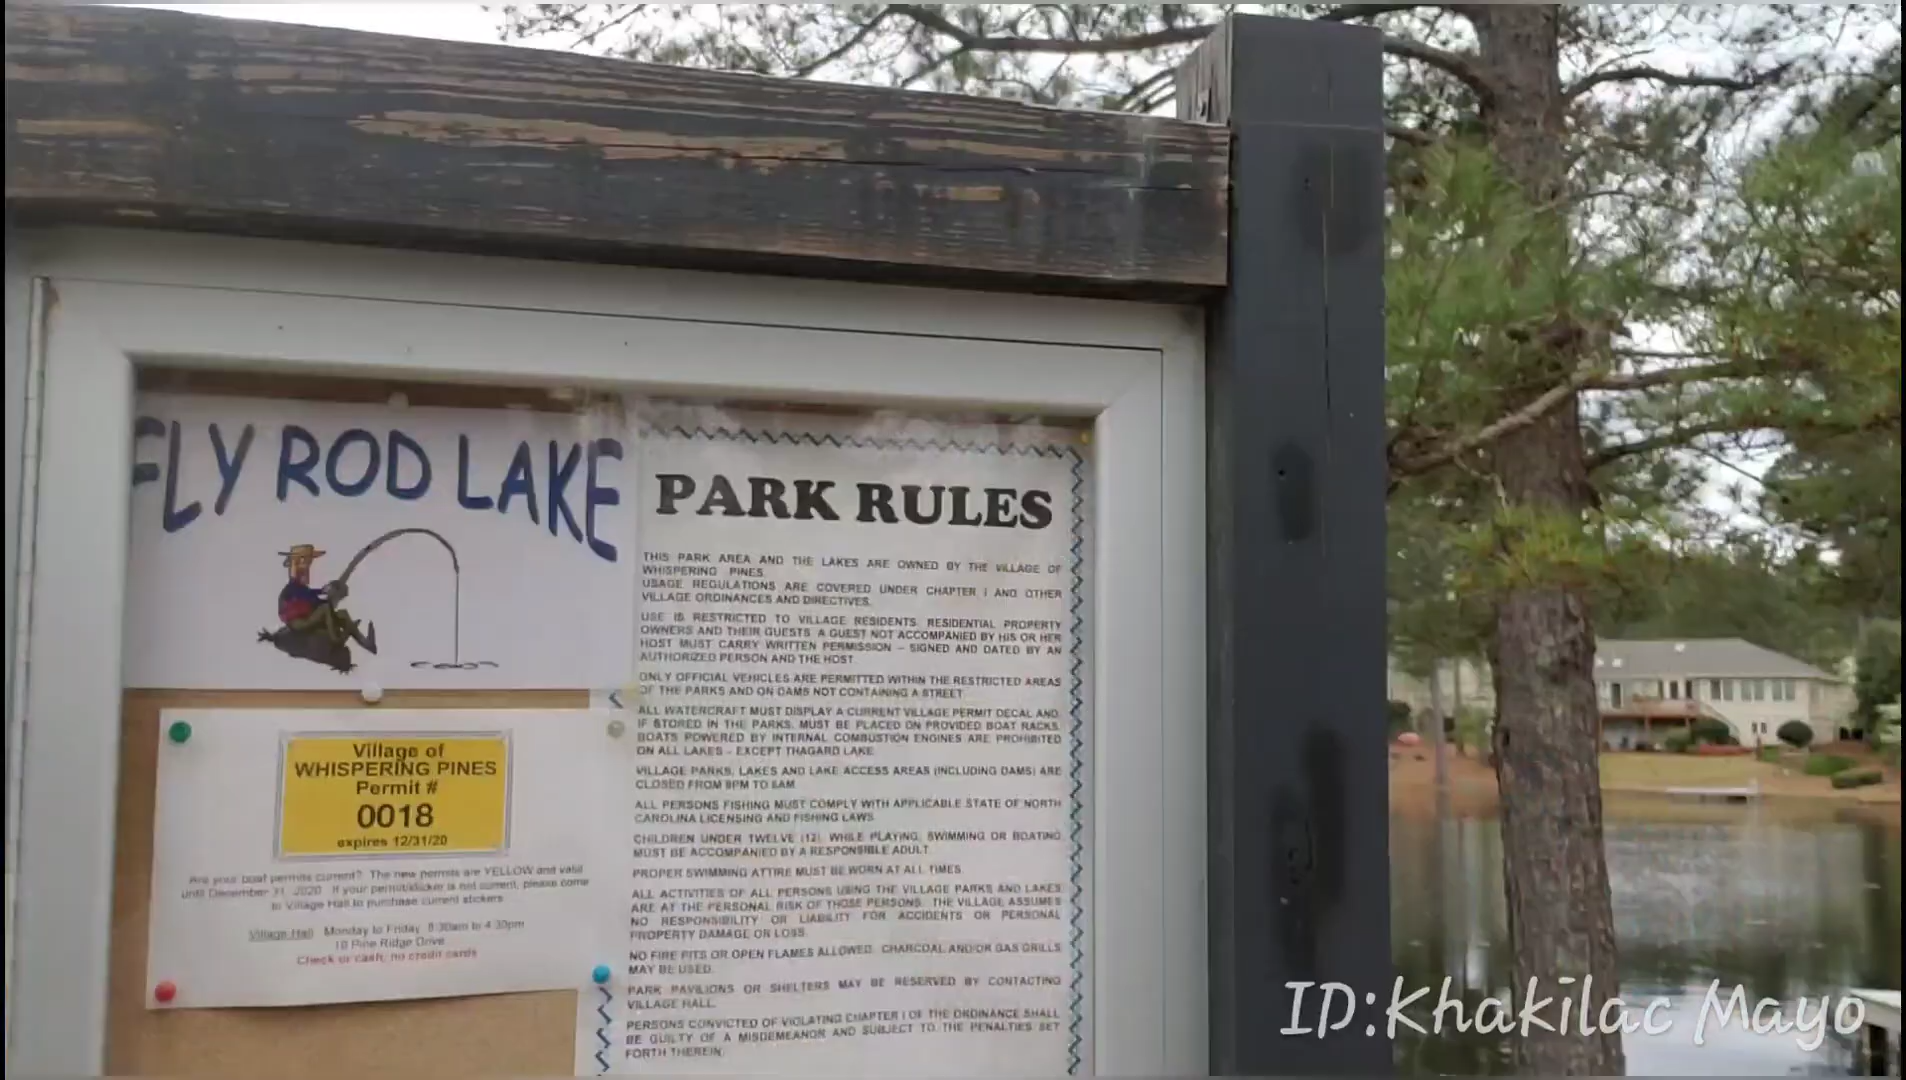 FLY ROD LAKE
Village of
WHISPERING PINES
Permit #
0018
expires 12/31/20
Are your boat permits current? The new permits are YELLOW and valid
until December 31, 2020. If your permit/sticker is not current, please come
to Village Hall to purchase current stickers.
Village Hall Monday to Friday 8:30am to 4:30pm
10 Pine Ridge Drive
Check or cash, no credit cards
PARK RULES
THIS PARK AREA AND THE LAKES ARE OWNED BY THE VILLAGE OF
WHISPERING PINES.
USAGE REGULATIONS ARE COVERED UNDER CHAPTER I AND OTHER
VILLAGE ORDINANCES AND DIRECTIVES.
USE IS RESTRICTED TO VILLAGE RESIDENTS, RESIDENTIAL PROPERTY
OWNERS AND THEIR GUESTS. A GUEST NOT ACCOMPANIED BY HIS OR HER
HOST MUST CARRY WRITTEN PERMISSION – SIGNED AND DATED BY AN
AUTHORIZED PERSON AND THE HOST.
ONLY OFFICIAL VEHICLES ARE PERMITTED WITHIN THE RESTRICTED AREAS
OF THE PARKS AND ON DAMS NOT CONTAINING A STREET.
ALL WATERCRAFT MUST DISPLAY A CURRENT VILLAGE PERMIT DECAL AND,
IF STORED IN THE PARKS, MUST BE PLACED ON PROVIDED BOAT RACKS.
BOATS POWERED BY INTERNAL COMBUSTION ENGINES ARE PROHIBITED
ON ALL LAKES – EXCEPT THAGARD LAKE.
VILLAGE PARKS, LAKES AND LAKE ACCESS AREAS (INCLUDING DAMS) ARE
CLOSED FROM 9PM TO 6AM.
ALL PERSONS FISHING MUST COMPLY WITH APPLICABLE STATE OF NORTH
CAROLINA LICENSING AND FISHING LAWS.
CHILDREN UNDER TWELVE (12), WHILE PLAYING, SWIMMING OR BOATING
MUST BE ACCOMPANIED BY A RESPONSIBLE ADULT.
PROPER SWIMMING ATTIRE MUST BE WORN AT ALL TIMES.
ALL ACTIVITIES OF ALL PERSONS USING THE VILLAGE PARKS AND LAKES
ARE AT THE PERSONAL RISK OF THOSE PERSONS. THE VILLAGE ASSUMES
NO RESPONSIBILITY OR LIABILITY FOR ACCIDENTS OR PERSONAL
PROPERTY DAMAGE OR LOSS.
NO FIRE PITS OR OPEN FLAMES ALLOWED. CHARCOAL AND/OR GAS GRILLS
MAY BE USED.
PARK PAVILIONS OR SHELTERS MAY BE RESERVED BY CONTACTING
VILLAGE HALL.
PERSONS CONVICTED OF VIOLATING CHAPTER I OF THE ORDINANCE SHALL
BE GUILTY OF A MISDEMEANOR AND SUBJECT TO THE PENALTIES SET
FORTH THEREIN.
ID:Khakilac Mayo